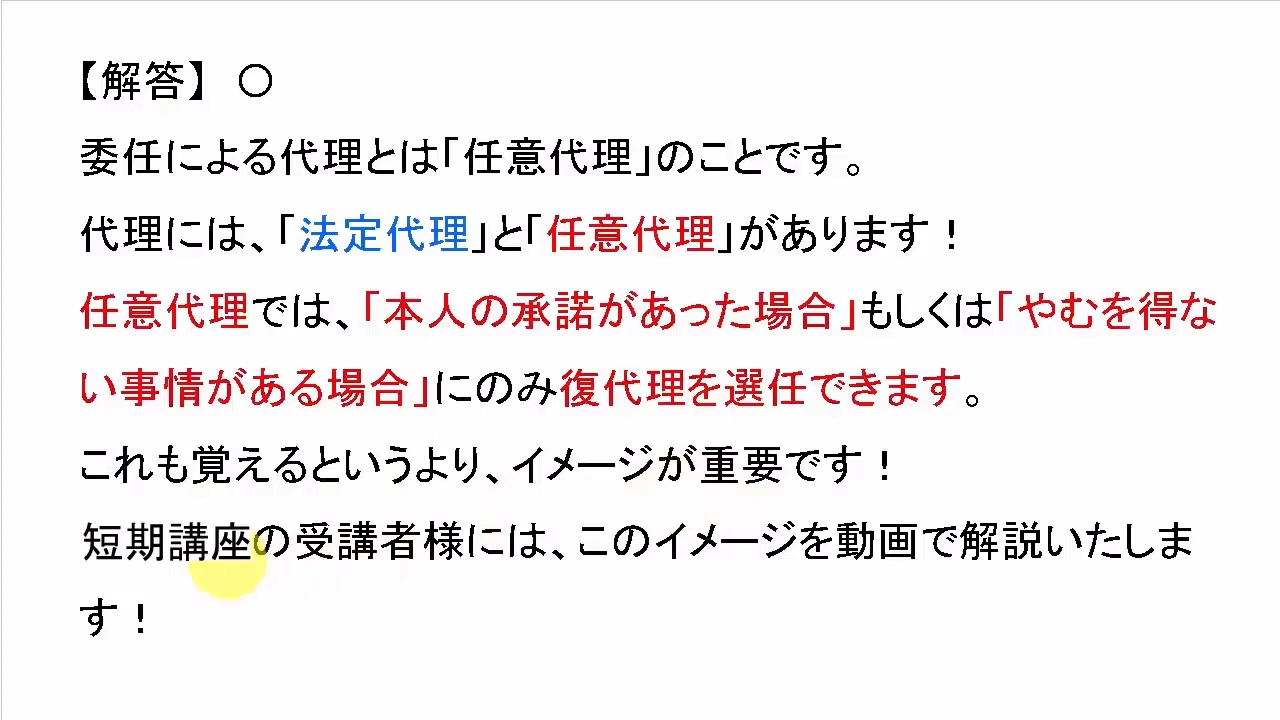 【解答】　○
委任による代理とは「任意代理」のことです。
代理には、「法定代理」と「任意代理」があります！
任意代理では、「本人の承諾があった場合」もしくは「やむを得な
い事情がある場合」にのみ復代理を選任できます。
これも覚えるというより、イメージが重要です！
短期講座の受講者様には、このイメージを動画で解説いたしま
す！